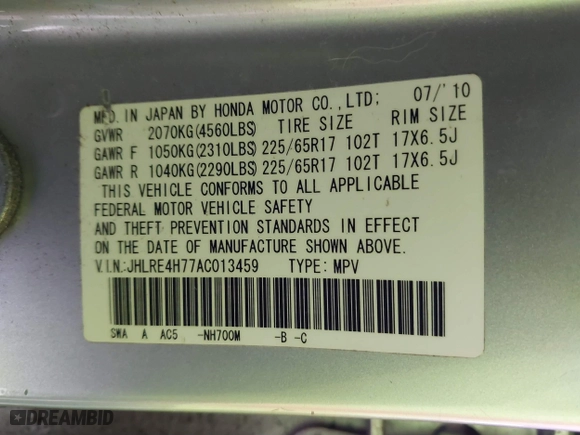 MFD. IN JAPAN BY HONDA MOTOR CO.,LTD: 07/'10
GVWR 2070KG(4560LBS) TIRE SIZE RIM SIZE
GAWR F 1050KG(2310LBS) 225/65R17 102T 17X6.5J
GAWR R 1040KG(2290LBS) 225/65R17 102T 17X6.5J
THIS VEHICLE CONFORMS TO ALL APPLICABLE
FEDERAL MOTOR VEHICLE SAFETY
AND THEFT PREVENTION STANDARDS IN EFFECT
ON THE DATE OF MANUFACTURE SHOWN ABOVE.
V.I.N.:JHLRE4H77AC013459 TYPE: MPV
SWA A AC5 -NH700M -B -C
DREAMBID